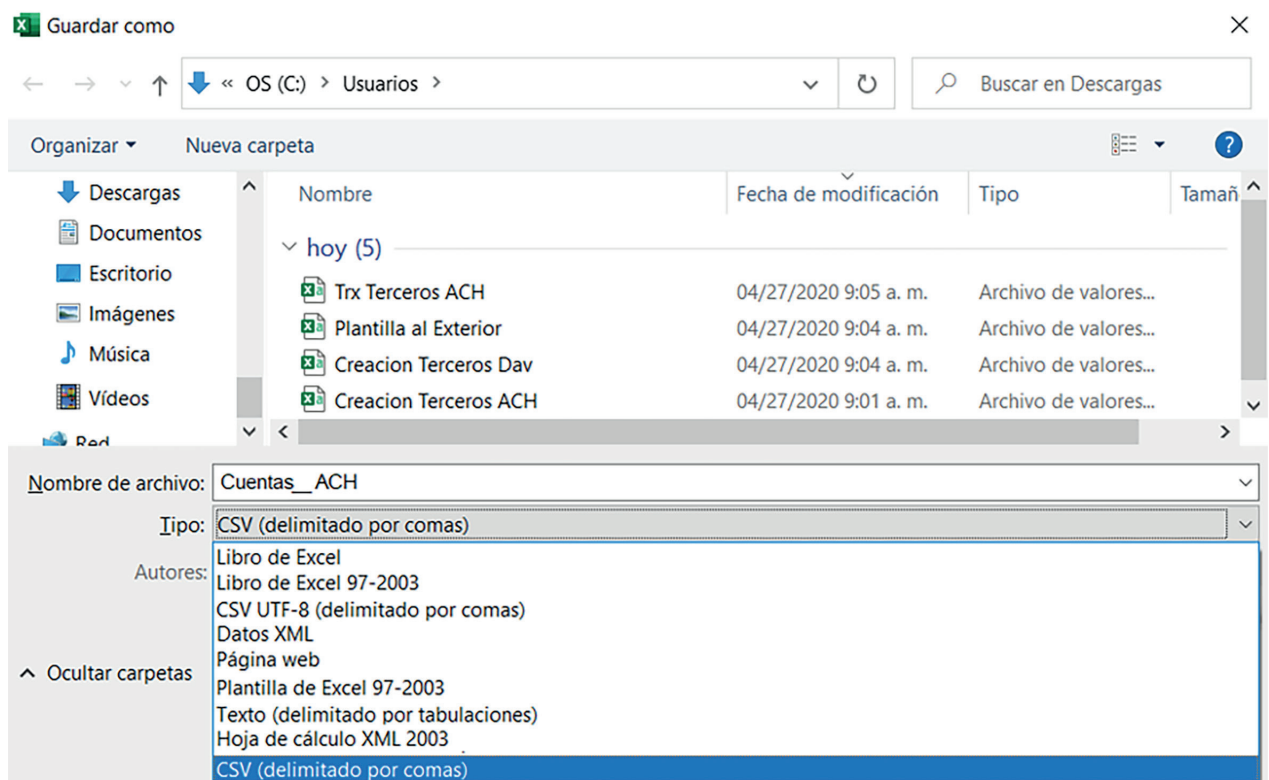 Guardar como
« OS (C:) > Usuarios >
Buscar en Descargas
Organizar
Nueva carpeta
?
Descargas
Documentos
Escritorio
Imágenes
Música
Vídeos
Red
Nombre
Fecha de modificación
Tipo
Tamañ
hoy (5)
Trx Terceros ACH 04/27/2020 9:05 a. m. Archivo de valores...
Plantilla al Exterior 04/27/2020 9:04 a. m. Archivo de valores...
Creacion Terceros Dav 04/27/2020 9:04 a. m. Archivo de valores...
Creacion Terceros ACH 04/27/2020 9:01 a. m. Archivo de valores...
Nombre de archivo: Cuentas__ACH
Tipo: CSV (delimitado por comas)
Autores:
Libro de Excel
Libro de Excel 97-2003
CSV UTF-8 (delimitado por comas)
Datos XML
Página web
Plantilla de Excel 97-2003
Texto (delimitado por tabulaciones)
Hoja de cálculo XML 2003
CSV (delimitado por comas)
Ocultar carpetas